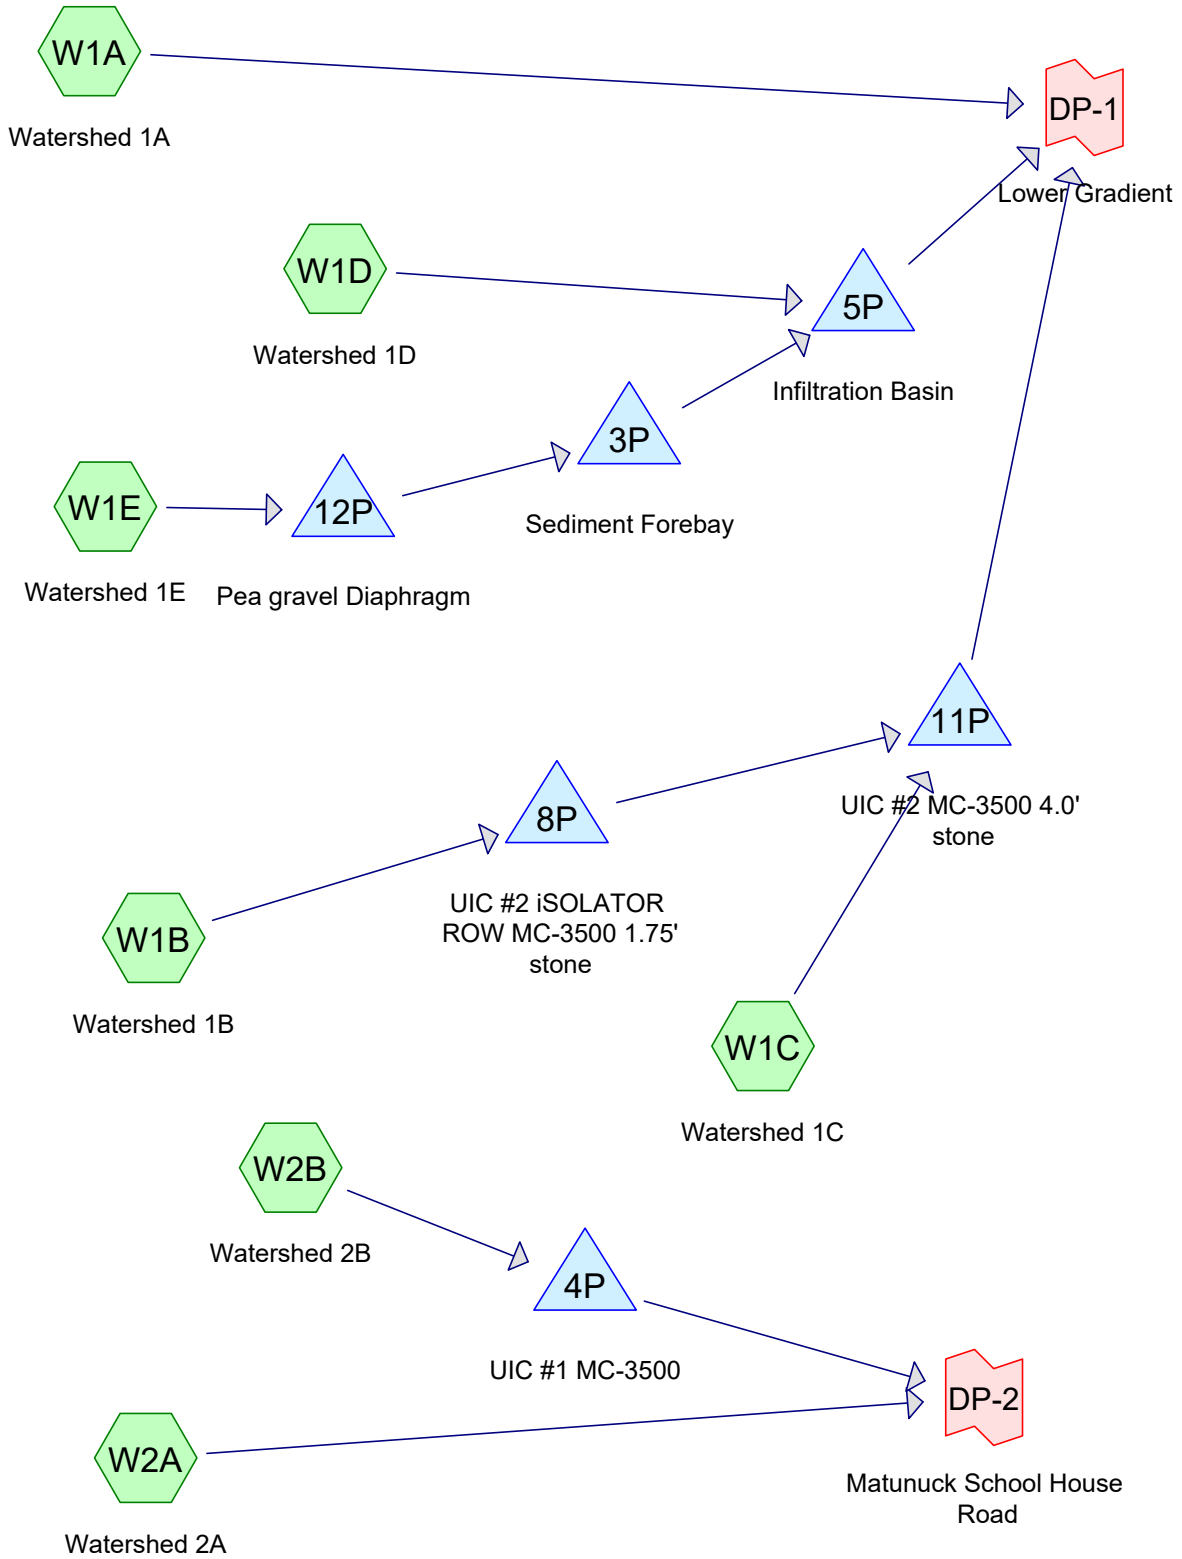 W1A
Watershed 1A
DP-1
Lower Gradient
W1D
Watershed 1D
5P
Infiltration Basin
3P
Sediment Forebay
W1E
Watershed 1E
12P
Pea gravel Diaphragm
11P
UIC #2 MC-3500 4.0'
stone
8P
UIC #2 iSOLATOR
ROW MC-3500 1.75'
stone
W1B
Watershed 1B
W1C
Watershed 1C
W2B
Watershed 2B
4P
UIC #1 MC-3500
DP-2
Matunuck School House
Road
W2A
Watershed 2A